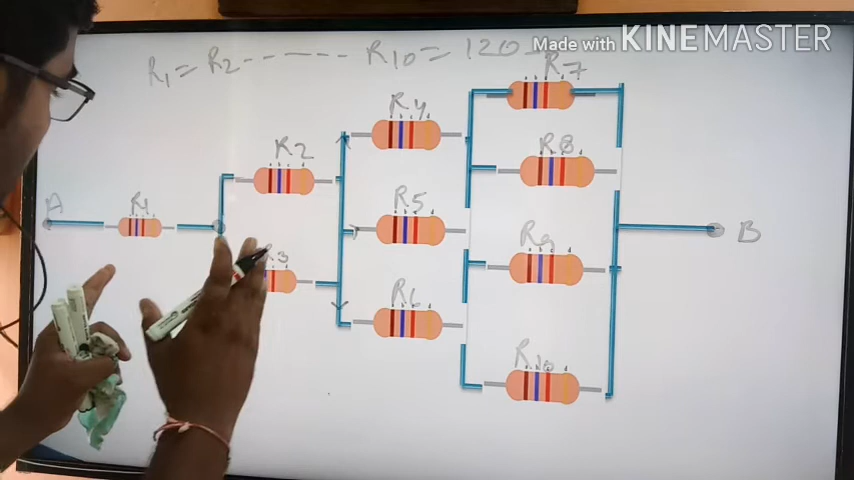 R1 = R2 ------ R10 = 120
Made with KINEMASTER
R7
R4
R8
R2
R5
A
R1
B
R9
R3
R6
R10